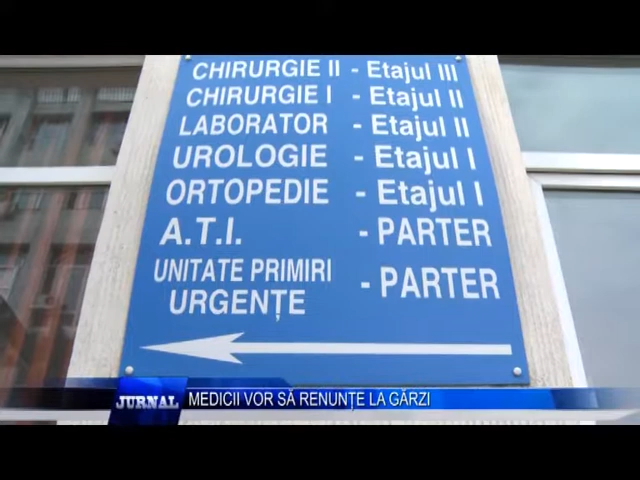 CHIRURGIE II - Etajul III
CHIRURGIE I - Etajul II
LABORATOR - Etajul II
UROLOGIE - Etajul I
ORTOPEDIE - Etajul I
A.T.I. - PARTER
UNITATE PRIMIRI
URGENȚE - PARTER
JURNAL MEDICII VOR SĂ RENUNȚE LA GĂRZI